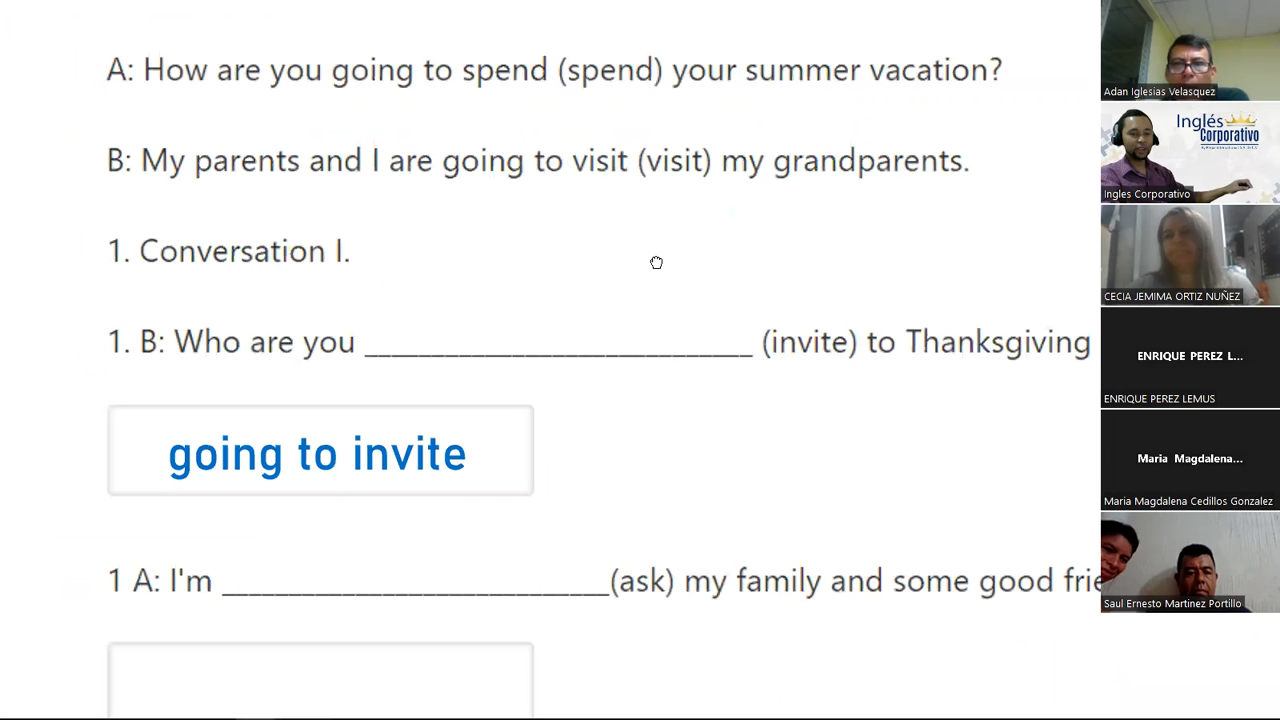 A: How are you going to spend (spend) your summer vacation?
B: My parents and I are going to visit (visit) my grandparents.
1. Conversation I.
1. B: Who are you _____________________________ (invite) to Thanksgiving
going to invite
1 A: I'm _____________________________(ask) my family and some good frie
Adan Iglesias Velasquez
Inglés
Corporativo
Ingles Corporativo
CECIA JEMIMA ORTIZ NUÑEZ
ENRIQUE PEREZ L...
ENRIQUE PEREZ LEMUS
Maria Magdalena...
Maria Magdalena Cedillos Gonzalez
Saul Ernesto Martinez Portillo